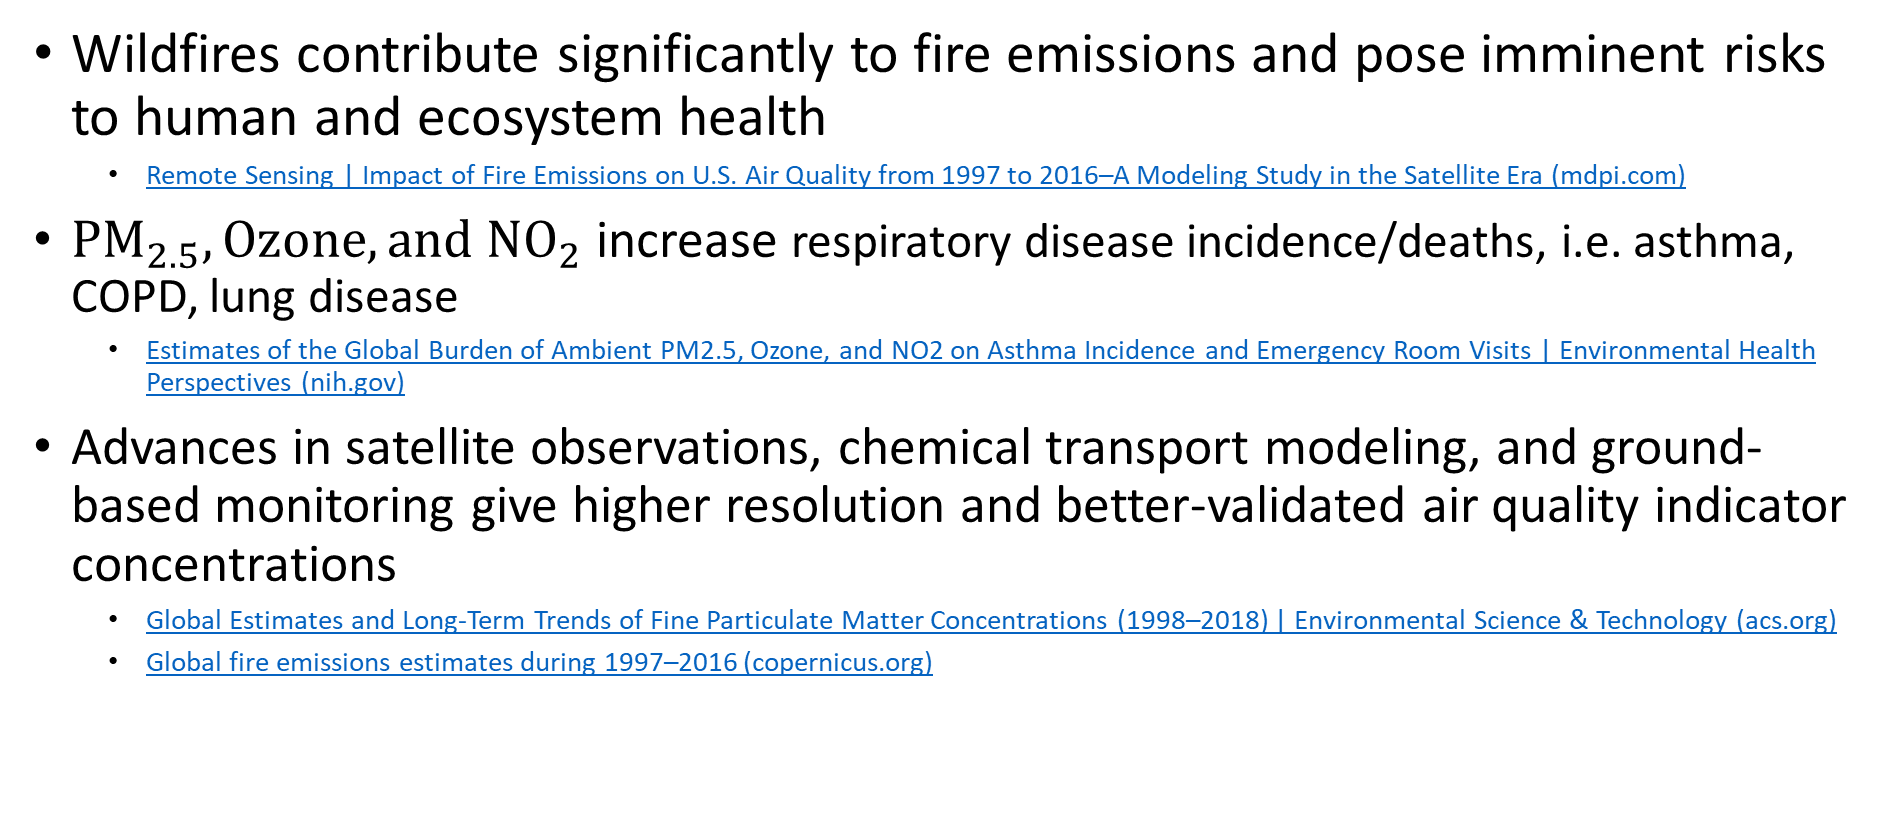 • Wildfires contribute significantly to fire emissions and pose imminent risks
to human and ecosystem health
• Remote Sensing | Impact of Fire Emissions on U.S. Air Quality from 1997 to 2016–A Modeling Study in the Satellite Era (mdpi.com)
• PM₂.₅, Ozone, and NO₂ increase respiratory disease incidence/deaths, i.e. asthma,
COPD, lung disease
• Estimates of the Global Burden of Ambient PM2.5, Ozone, and NO2 on Asthma Incidence and Emergency Room Visits | Environmental Health
Perspectives (nih.gov)
• Advances in satellite observations, chemical transport modeling, and ground-
based monitoring give higher resolution and better-validated air quality indicator
concentrations
• Global Estimates and Long-Term Trends of Fine Particulate Matter Concentrations (1998–2018) | Environmental Science & Technology (acs.org)
• Global fire emissions estimates during 1997–2016 (copernicus.org)